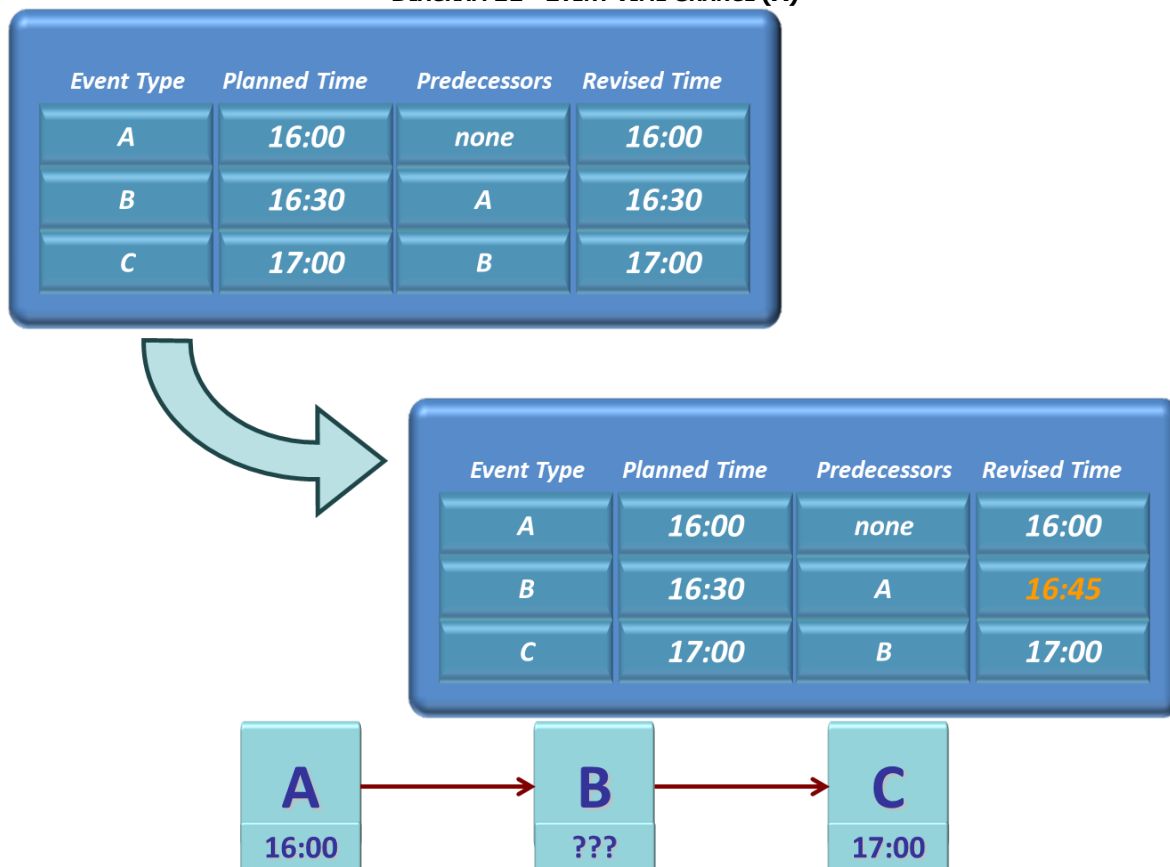 Event Type Planned Time Predecessors Revised Time
A 16:00 none 16:00
B 16:30 A 16:30
C 17:00 B 17:00
Event Type Planned Time Predecessors Revised Time
A 16:00 none 16:00
B 16:30 A 16:45
C 17:00 B 17:00
A B C
16:00 ??? 17:00